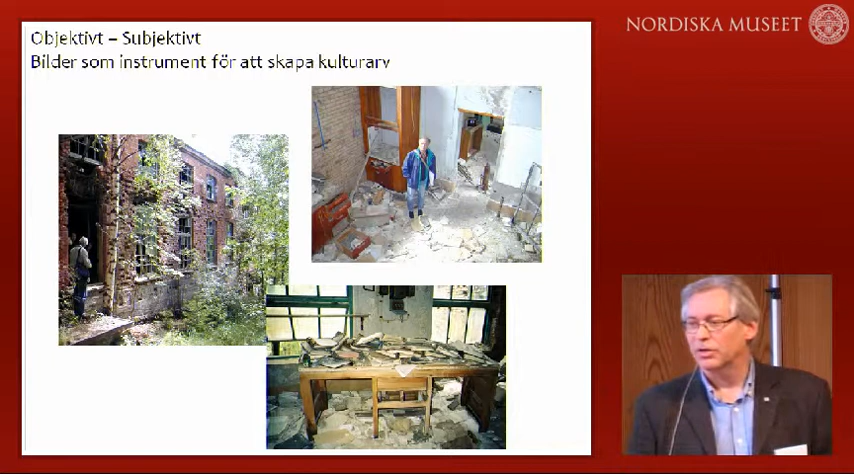 Objektivt – Subjektivt
Bilder som instrument för att skapa kulturarv
NORDISKA MUSEET